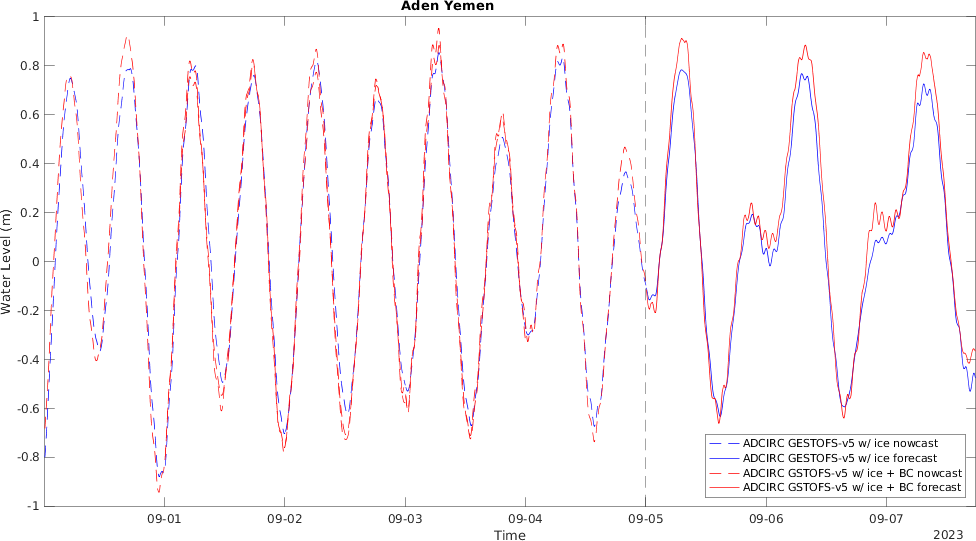 Aden Yemen
1
0.8
0.6
0.4
0.2
0
-0.2
-0.4
-0.6
-0.8
-1
Water Level (m)
09-01
09-02
09-03
09-04
09-05
09-06
09-07
Time
2023
ADCIRC GESTOFS-v5 w/ ice nowcast
ADCIRC GESTOFS-v5 w/ ice forecast
ADCIRC GSTOFS-v5 w/ ice + BC nowcast
ADCIRC GSTOFS-v5 w/ ice + BC forecast